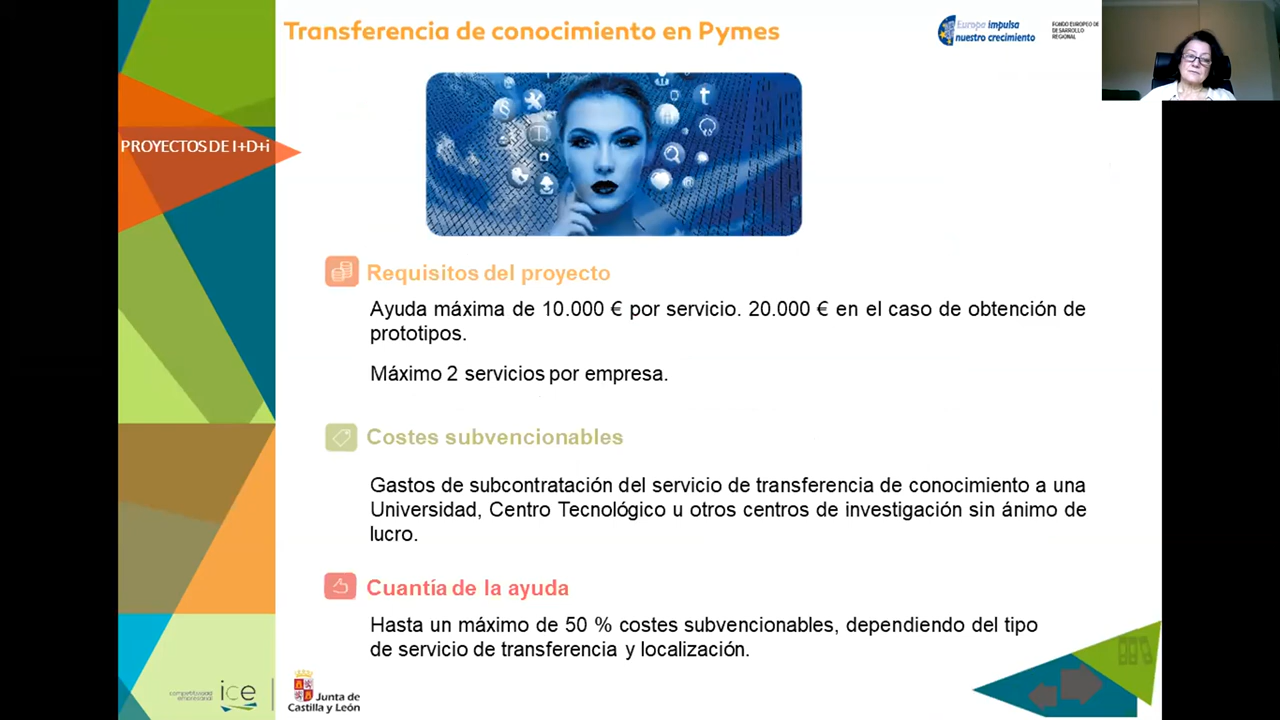 Transferencia de conocimiento en Pymes
Europa impulsa
nuestro crecimiento
FONDO EUROPEO DE
DESARROLLO
REGIONAL
PROYECTOS DE I+D+i
Requisitos del proyecto
Ayuda máxima de 10.000 € por servicio. 20.000 € en el caso de obtención de
prototipos.
Máximo 2 servicios por empresa.
Costes subvencionables
Gastos de subcontratación del servicio de transferencia de conocimiento a una
Universidad, Centro Tecnológico u otros centros de investigación sin ánimo de
lucro.
Cuantía de la ayuda
Hasta un máximo de 50 % costes subvencionables, dependiendo del tipo
de servicio de transferencia y localización.
competitividad
empresarial
ice
Junta de
Castilla y León